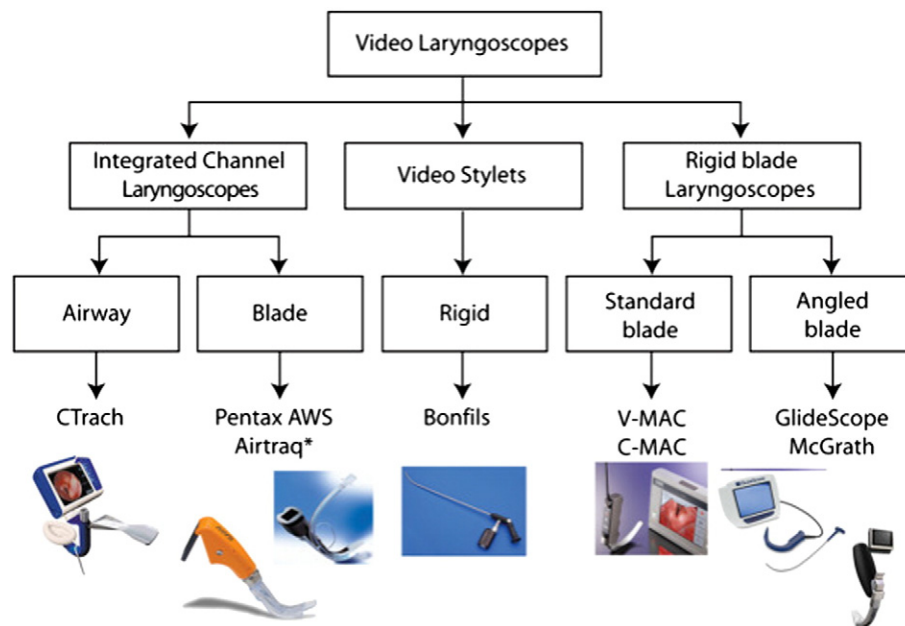 Video Laryngoscopes
Integrated Channel
Laryngoscopes
Video Stylets
Rigid blade
Laryngoscopes
Airway
Blade
Rigid
Standard
blade
Angled
blade
CTrach
Pentax AWS
Airtraq*
Bonfils
V-MAC
C-MAC
GlideScope
McGrath